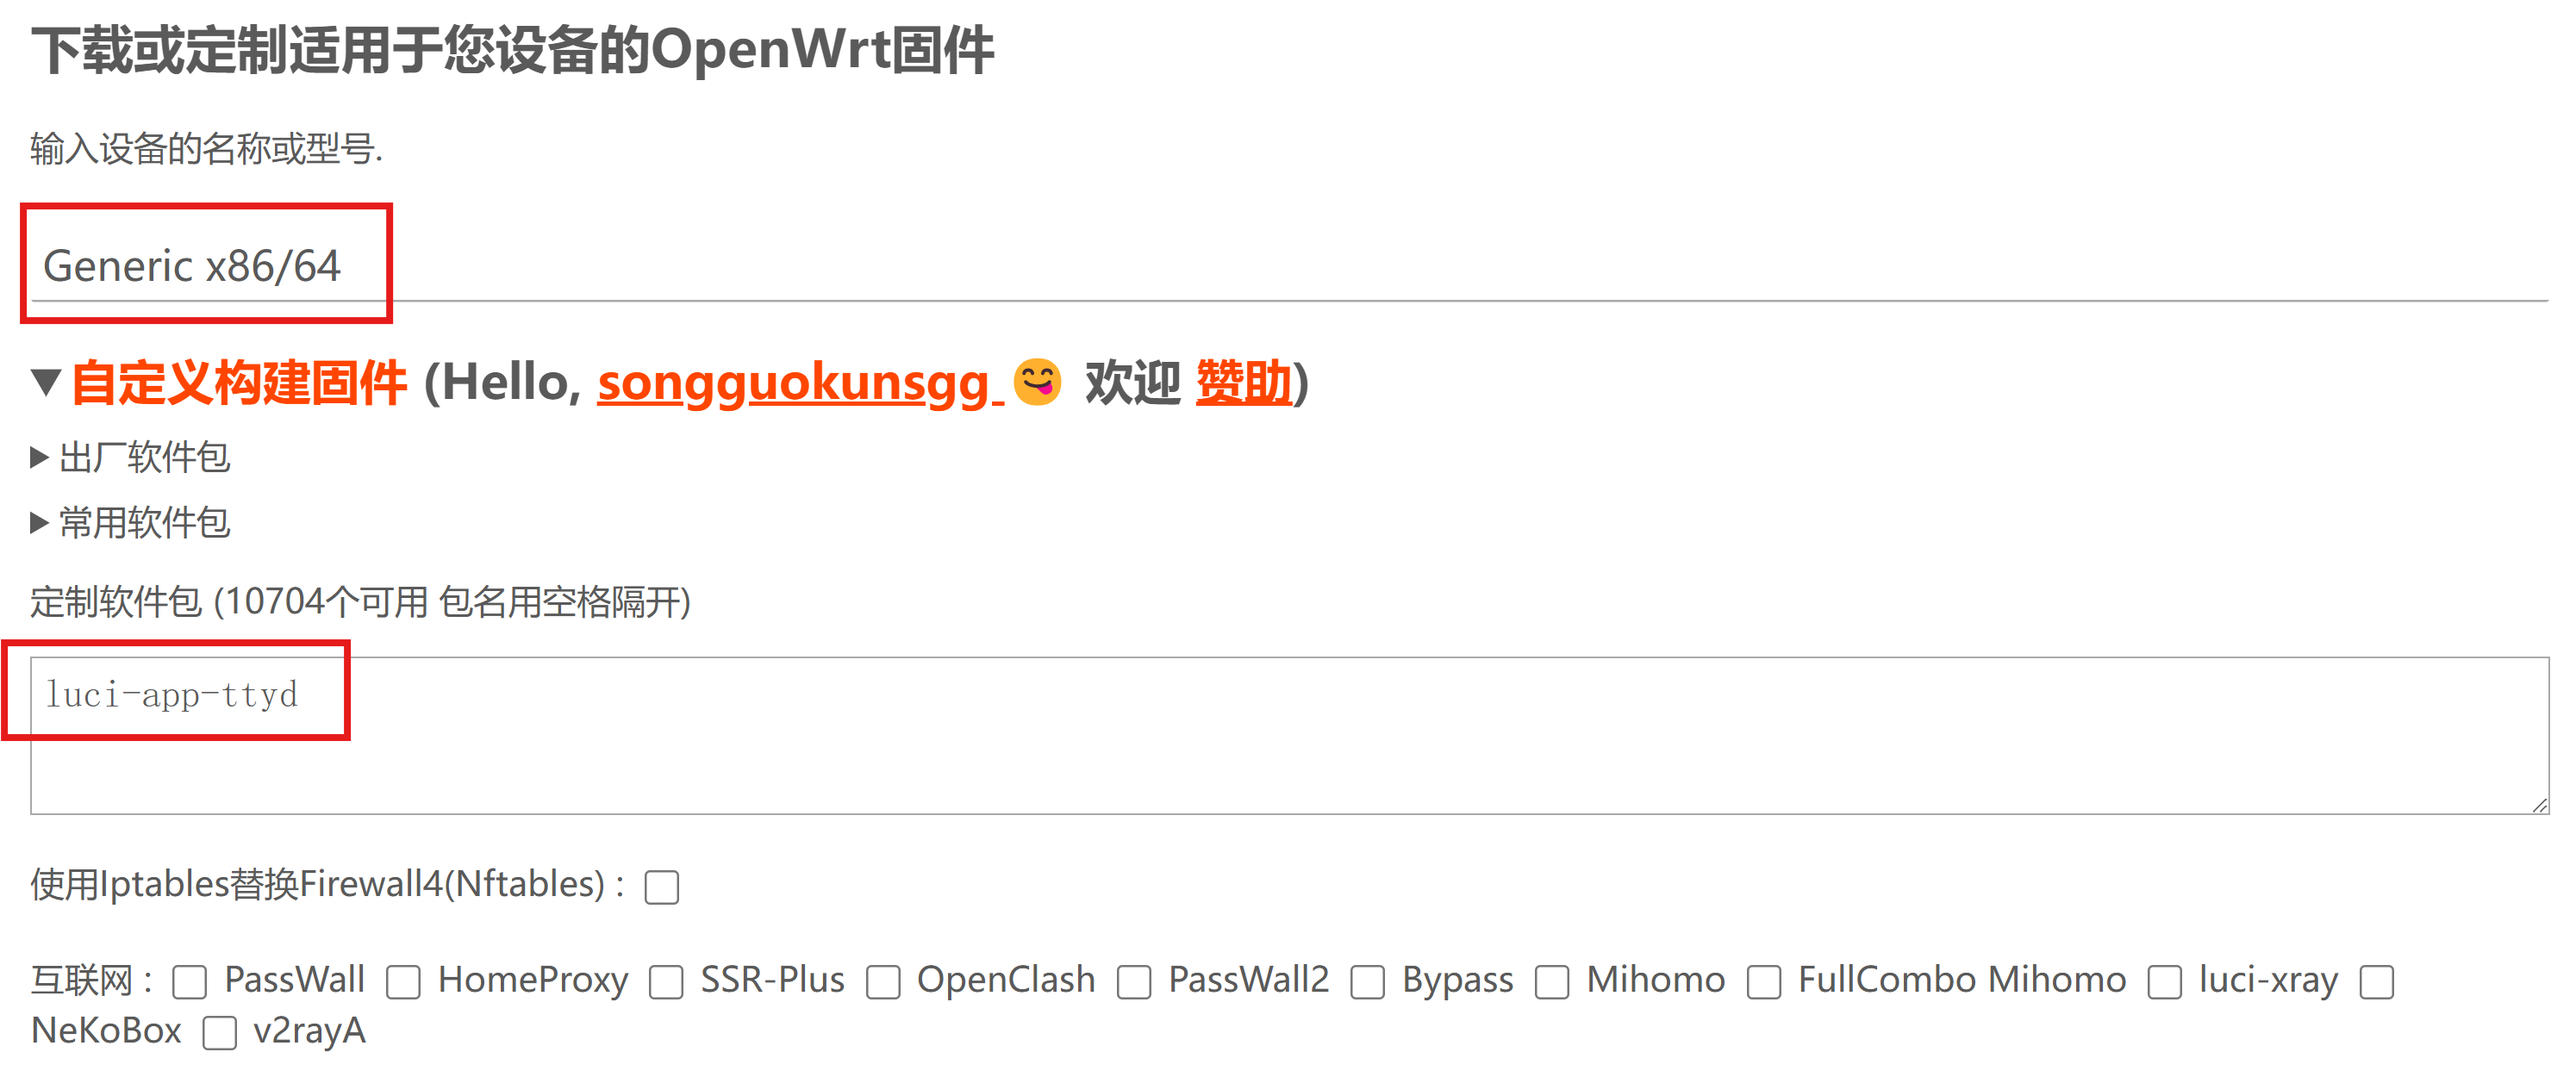 下载或定制适用于您设备的OpenWrt固件
输入设备的名称或型号.
Generic x86/64
▼自定义构建固件 (Hello, songguokunsgg 😋 欢迎 赞助)
▶ 出厂软件包
▶ 常用软件包
定制软件包 (10704个可用 包名用空格隔开)
luci-app-ttyd
使用Iptables替换Firewall4(Nftables) :
互联网 : PassWall HomeProxy SSR-Plus OpenClash PassWall2 Bypass Mihomo FullCombo Mihomo luci-xray
NeKoBox v2rayA